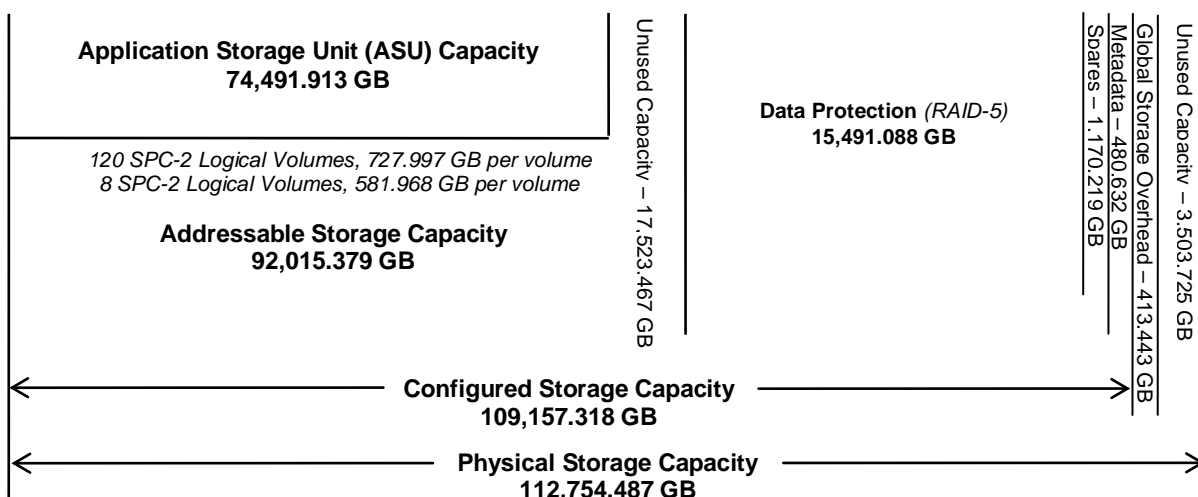 Application Storage Unit (ASU) Capacity
74,491.913 GB
120 SPC-2 Logical Volumes, 727.997 GB per volume
8 SPC-2 Logical Volumes, 581.968 GB per volume
Addressable Storage Capacity
92,015.379 GB
Unused Capacity – 17.523.467 GB
Data Protection (RAID-5)
15,491.088 GB
Spares – 1.170.219 GB
Metadata – 480.632 GB
Global Storage Overhead – 413.443 GB
Unused Capacity – 3.503.725 GB
Configured Storage Capacity
109,157.318 GB
Physical Storage Capacity
112,754.487 GB